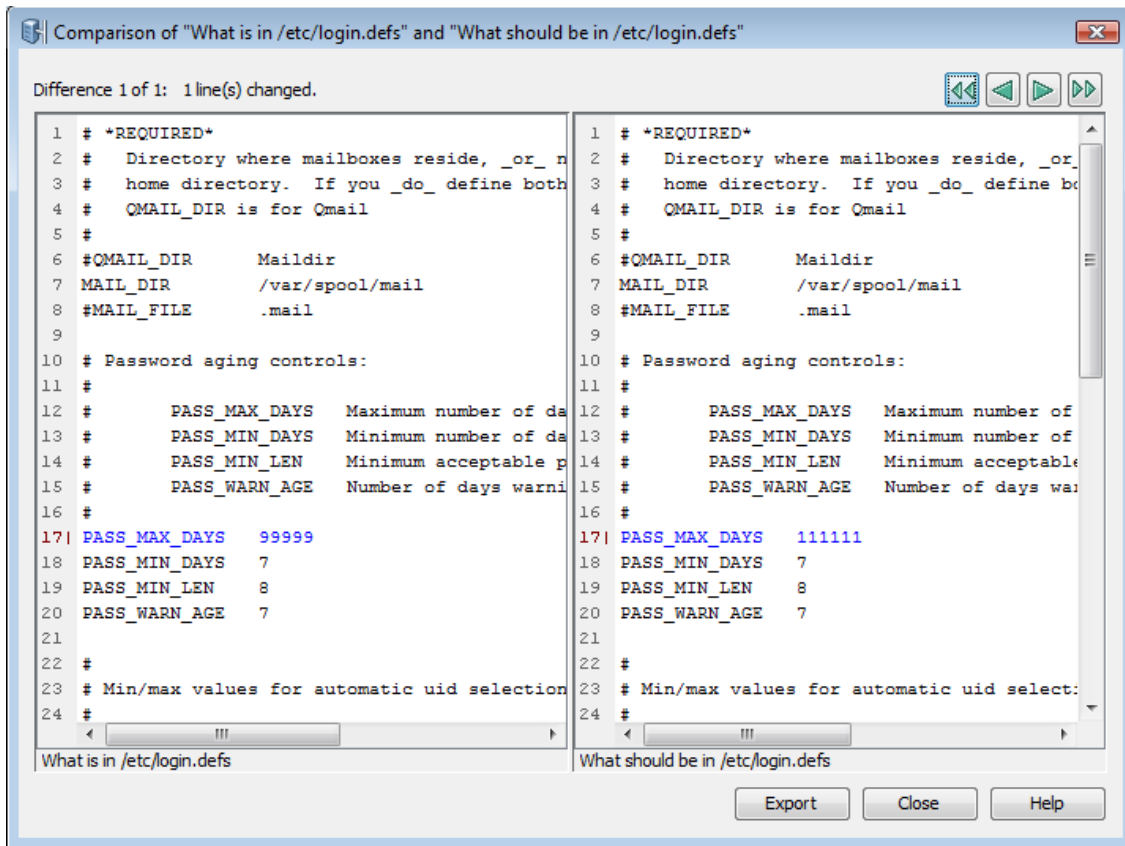 Comparison of "What is in /etc/login.defs" and "What should be in /etc/login.defs"
Difference 1 of 1: 1 line(s) changed.
1 # *REQUIRED*
2 # Directory where mailboxes reside, _or_ n
3 # home directory. If you _do_ define both
4 # QMAIL_DIR is for Qmail
5 #
6 #QMAIL_DIR Maildir
7 MAIL_DIR /var/spool/mail
8 #MAIL_FILE .mail
9
10 # Password aging controls:
11 #
12 # PASS_MAX_DAYS Maximum number of da
13 # PASS_MIN_DAYS Minimum number of da
14 # PASS_MIN_LEN Minimum acceptable p
15 # PASS_WARN_AGE Number of days warni
16 #
17 PASS_MAX_DAYS 99999
18 PASS_MIN_DAYS 7
19 PASS_MIN_LEN 8
20 PASS_WARN_AGE 7
21
22 #
23 # Min/max values for automatic uid selection
24 #
What is in /etc/login.defs
1 # *REQUIRED*
2 # Directory where mailboxes reside, _or_
3 # home directory. If you _do_ define bo
4 # QMAIL_DIR is for Qmail
5 #
6 #QMAIL_DIR Maildir
7 MAIL_DIR /var/spool/mail
8 #MAIL_FILE .mail
9
10 # Password aging controls:
11 #
12 # PASS_MAX_DAYS Maximum number of
13 # PASS_MIN_DAYS Minimum number of
14 # PASS_MIN_LEN Minimum acceptable
15 # PASS_WARN_AGE Number of days war
16 #
17 PASS_MAX_DAYS 111111
18 PASS_MIN_DAYS 7
19 PASS_MIN_LEN 8
20 PASS_WARN_AGE 7
21
22 #
23 # Min/max values for automatic uid selecti
24 #
What should be in /etc/login.defs
Export Close Help